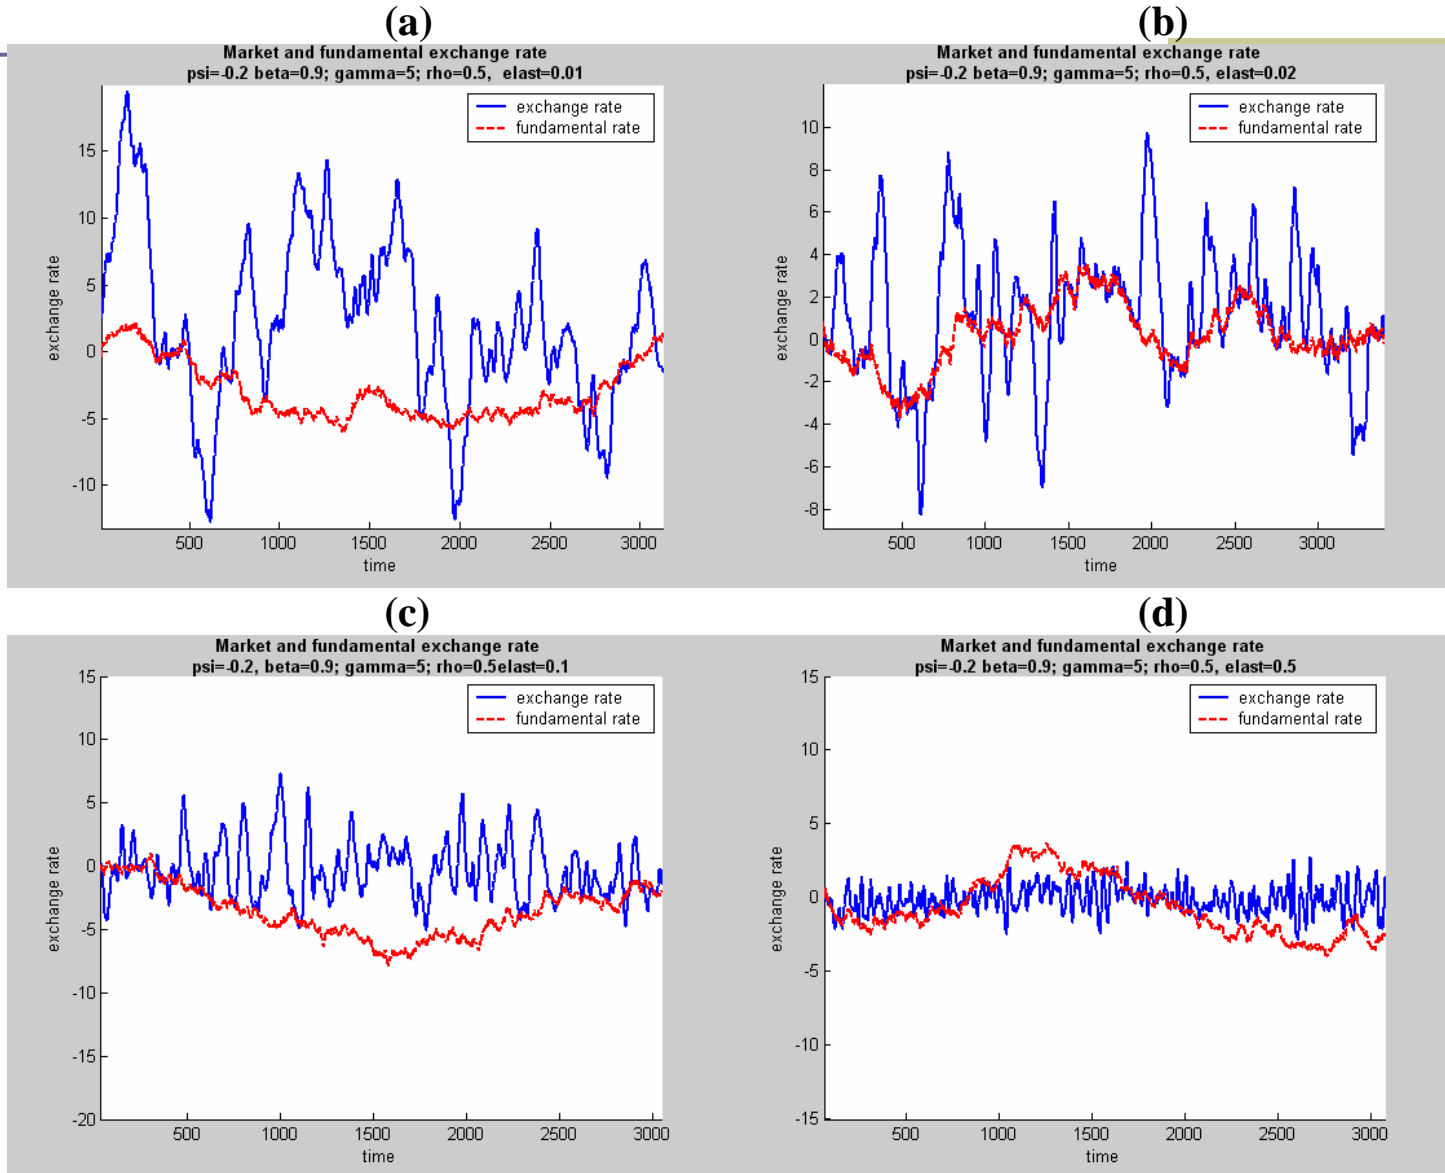 (a)
Market and fundamental exchange rate
psi=-0.2 beta=0.9; gamma=5; rho=0.5, elast=0.01
exchange rate
fundamental rate
15
10
5
0
-5
-10
exchange rate
500 1000 1500 2000 2500 3000
time
(b)
Market and fundamental exchange rate
psi=-0.2 beta=0.9; gamma=5; rho=0.5, elast=0.02
exchange rate
fundamental rate
10
8
6
4
2
0
-2
-4
-6
-8
exchange rate
500 1000 1500 2000 2500 3000
time
(c)
Market and fundamental exchange rate
psi=-0.2, beta=0.9; gamma=5; rho=0.5elast=0.1
exchange rate
fundamental rate
15
10
5
0
-5
-10
-15
-20
exchange rate
500 1000 1500 2000 2500 3000
time
(d)
Market and fundamental exchange rate
psi=-0.2 beta=0.9; gamma=5; rho=0.5, elast=0.5
exchange rate
fundamental rate
15
10
5
0
-5
-10
-15
exchange rate
500 1000 1500 2000 2500 3000
time